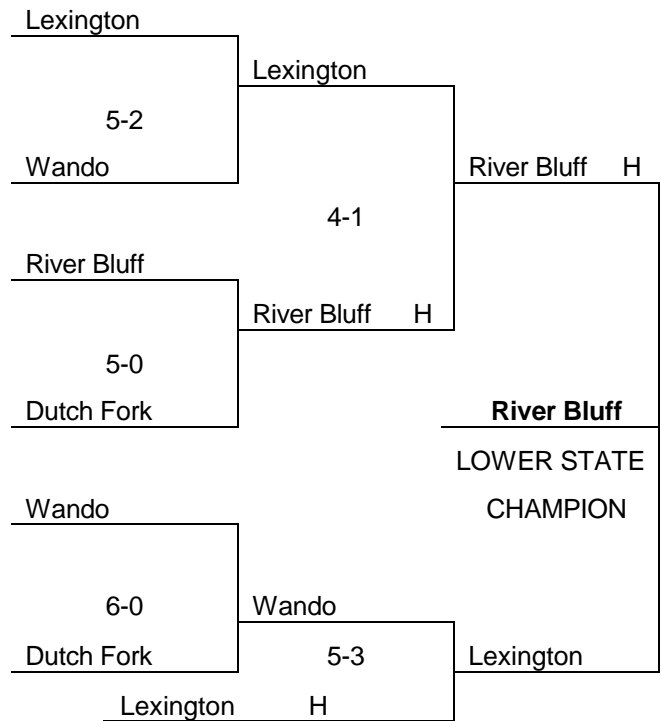 Lexington
Lexington
5-2
Wando
River Bluff H
4-1
River Bluff
River Bluff H
5-0
Dutch Fork
River Bluff
LOWER STATE
Wando
CHAMPION
6-0
Wando
Dutch Fork
5-3
Lexington
Lexington H